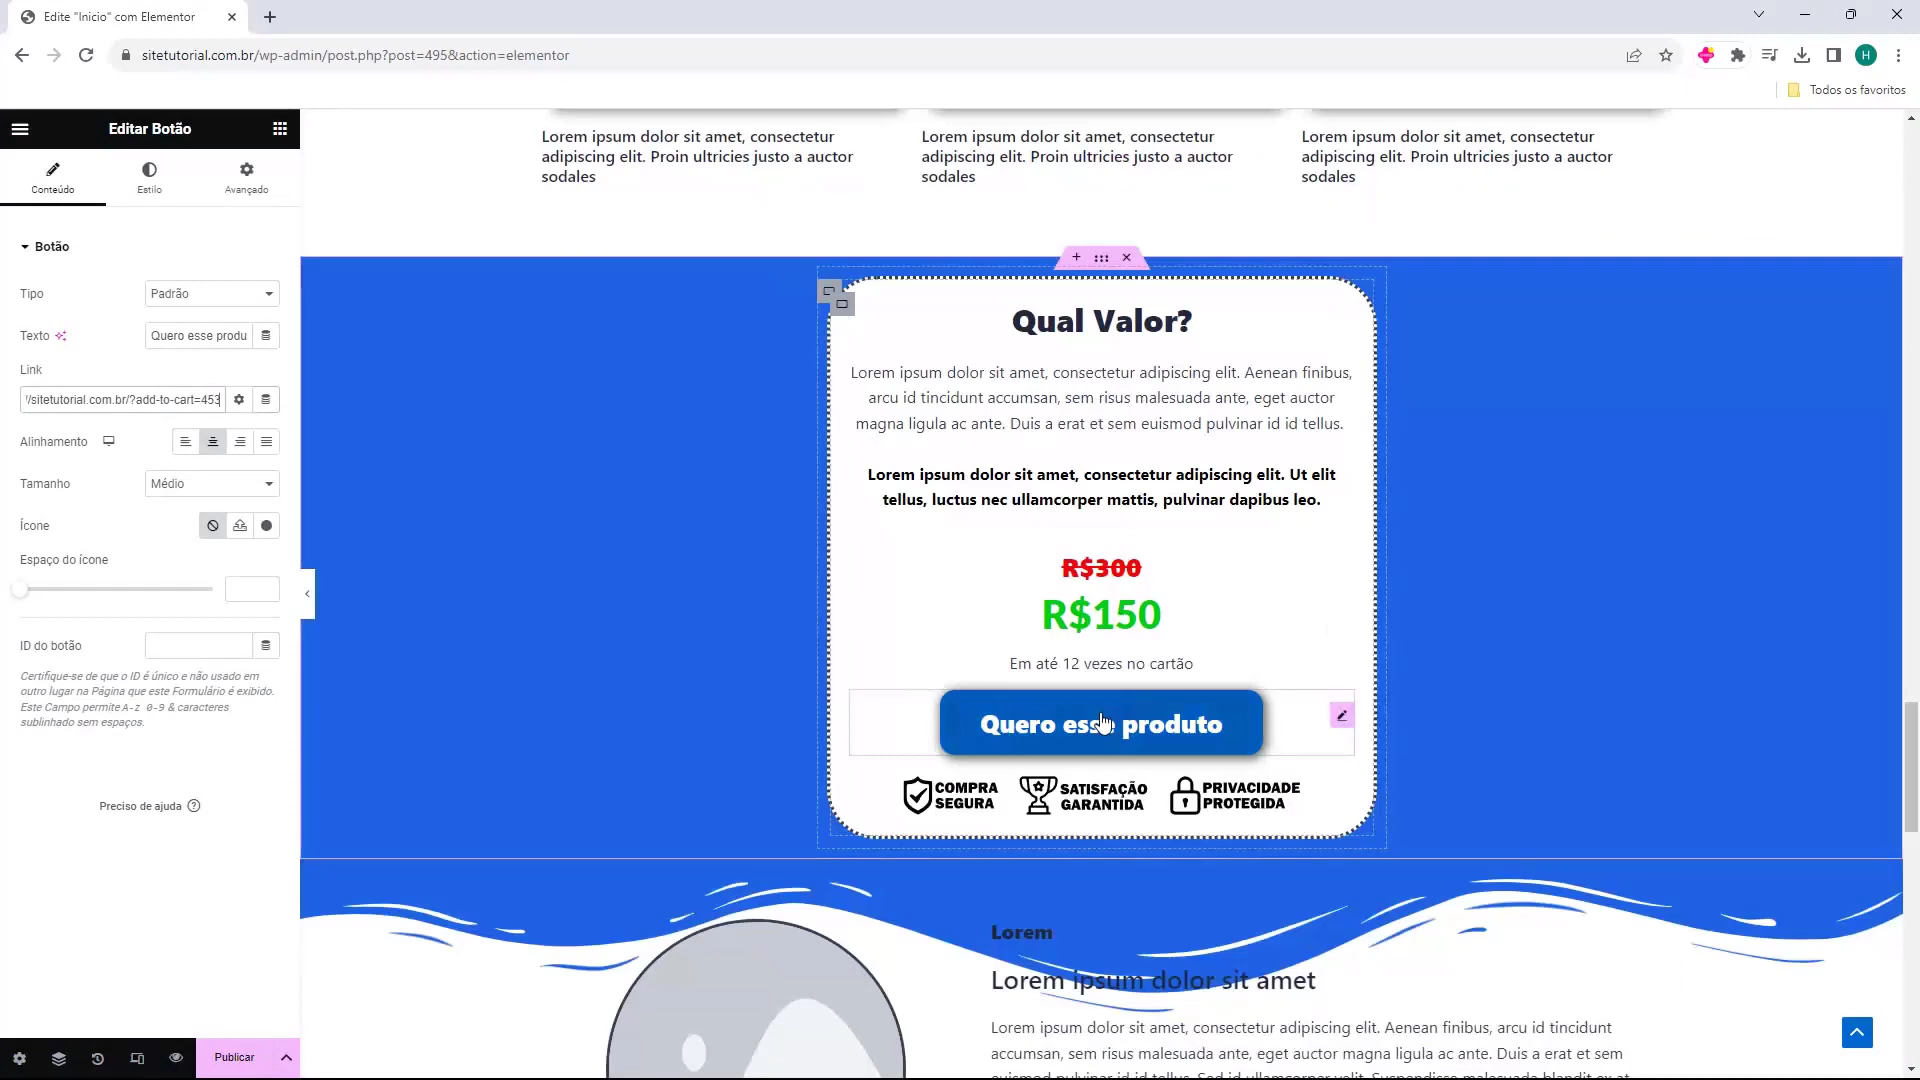 Edite "Inicio" com Elementor
sitetutorial.com.br/wp-admin/post.php?post=495&action=elementor
H
Todos os favoritos
Editar Botão
Conteúdo
Estilo
Avançado
Botão
Tipo
Padrão
Texto
Quero esse produ
Link
/sitetutorial.com.br/?add-to-cart=453
Alinhamento
Tamanho
Médio
Ícone
Espaço do ícone
ID do botão
Certifique-se de que o ID é único e não usado em
outro lugar na Página que este Formulário é exibido.
Este Campo permite A-z 0-9 & caracteres
sublinhado sem espaços.
Preciso de ajuda
Publicar
Lorem ipsum dolor sit amet, consectetur
adipiscing elit. Proin ultricies justo a auctor
sodales
Lorem ipsum dolor sit amet, consectetur
adipiscing elit. Proin ultricies justo a auctor
sodales
Lorem ipsum dolor sit amet, consectetur
adipiscing elit. Proin ultricies justo a auctor
sodales
Qual Valor?
Lorem ipsum dolor sit amet, consectetur adipiscing elit. Aenean finibus,
arcu id tincidunt accumsan, sem risus malesuada ante, eget auctor
magna ligula ac ante. Duis a erat et sem euismod pulvinar id id tellus.
Lorem ipsum dolor sit amet, consectetur adipiscing elit. Ut elit
tellus, luctus nec ullamcorper mattis, pulvinar dapibus leo.
R$300
R$150
Em até 12 vezes no cartão
Quero esse produto
COMPRA
SEGURA
SATISFAÇÃO
GARANTIDA
PRIVACIDADE
PROTEGIDA
Lorem
Lorem ipsum dolor sit amet
Lorem ipsum dolor sit amet, consectetur adipiscing elit. Aenean finibus, arcu id tincidunt
accumsan, sem risus malesuada ante, eget auctor magna ligula ac ante. Duis a erat et sem